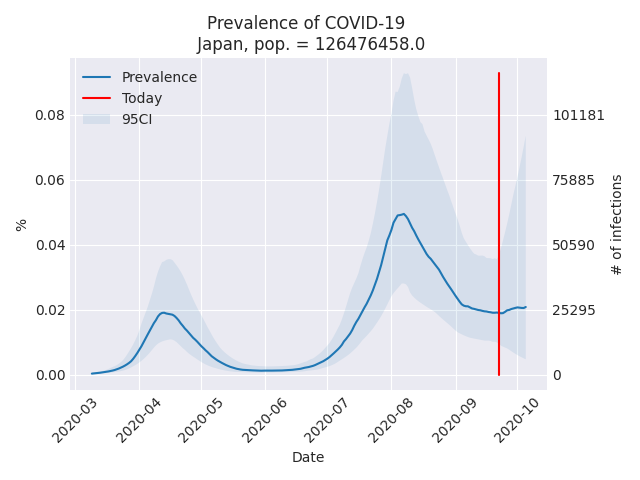 Prevalence of COVID-19
Japan, pop. = 126476458.0
Prevalence
Today
95CI
0.08
0.06
0.04
0.02
0.00
%
101181
75885
50590
25295
0
# of infections
2020-03
2020-04
2020-05
2020-06
2020-07
2020-08
2020-09
2020-10
Date